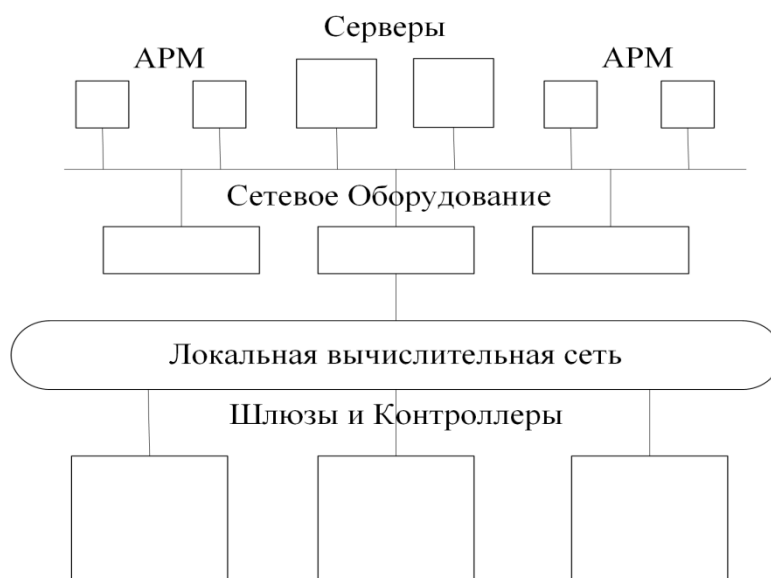 Серверы
АРМ
АРМ
Сетевое Оборудование
Локальная вычислительная сеть
Шлюзы и Контроллеры